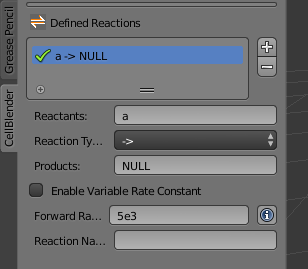 Grease Pencil
CellBlender
Defined Reactions
a -> NULL
Reactants: a
Reaction Ty... ->
Products: NULL
Enable Variable Rate Constant
Forward Ra... 5e3
Reaction Na...